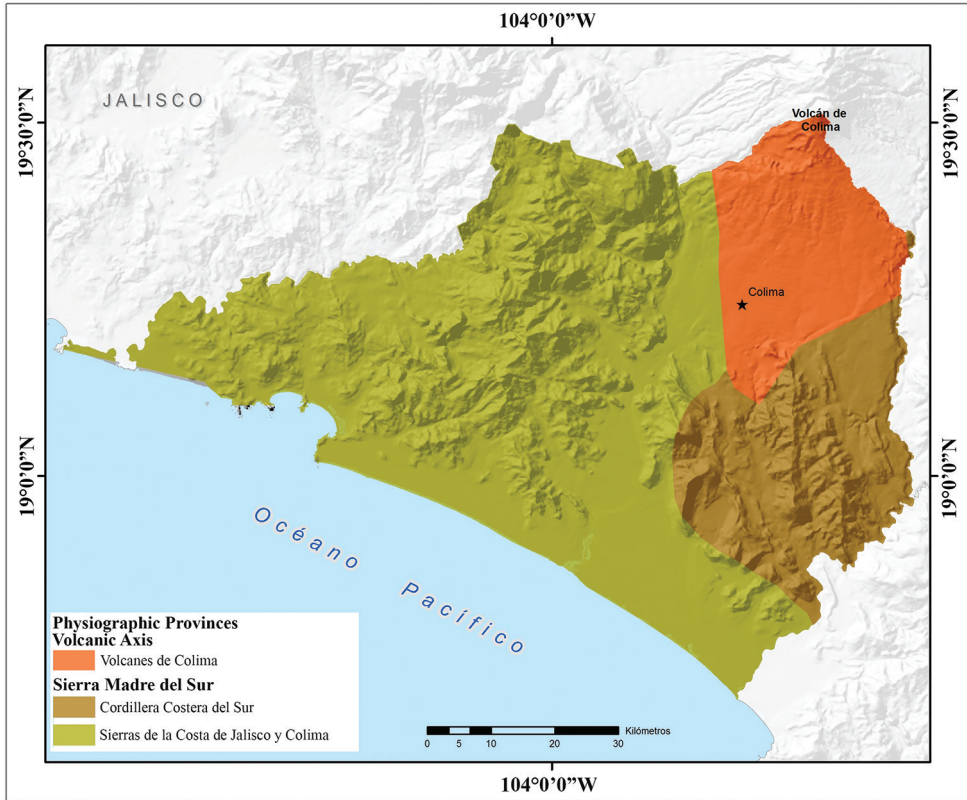 104°0'0"W
JALISCO
19°30'0"N
Volcán de
Colima
19°30'0"N
Colima
19°0'0"N
19°0'0"N
Océano Pacífico
Physiographic Provinces
Volcanic Axis
Volcanes de Colima
Sierra Madre del Sur
Cordillera Costera del Sur
Sierras de la Costa de Jalisco y Colima
Kilómetros
0 5 10 20 30
104°0'0"W